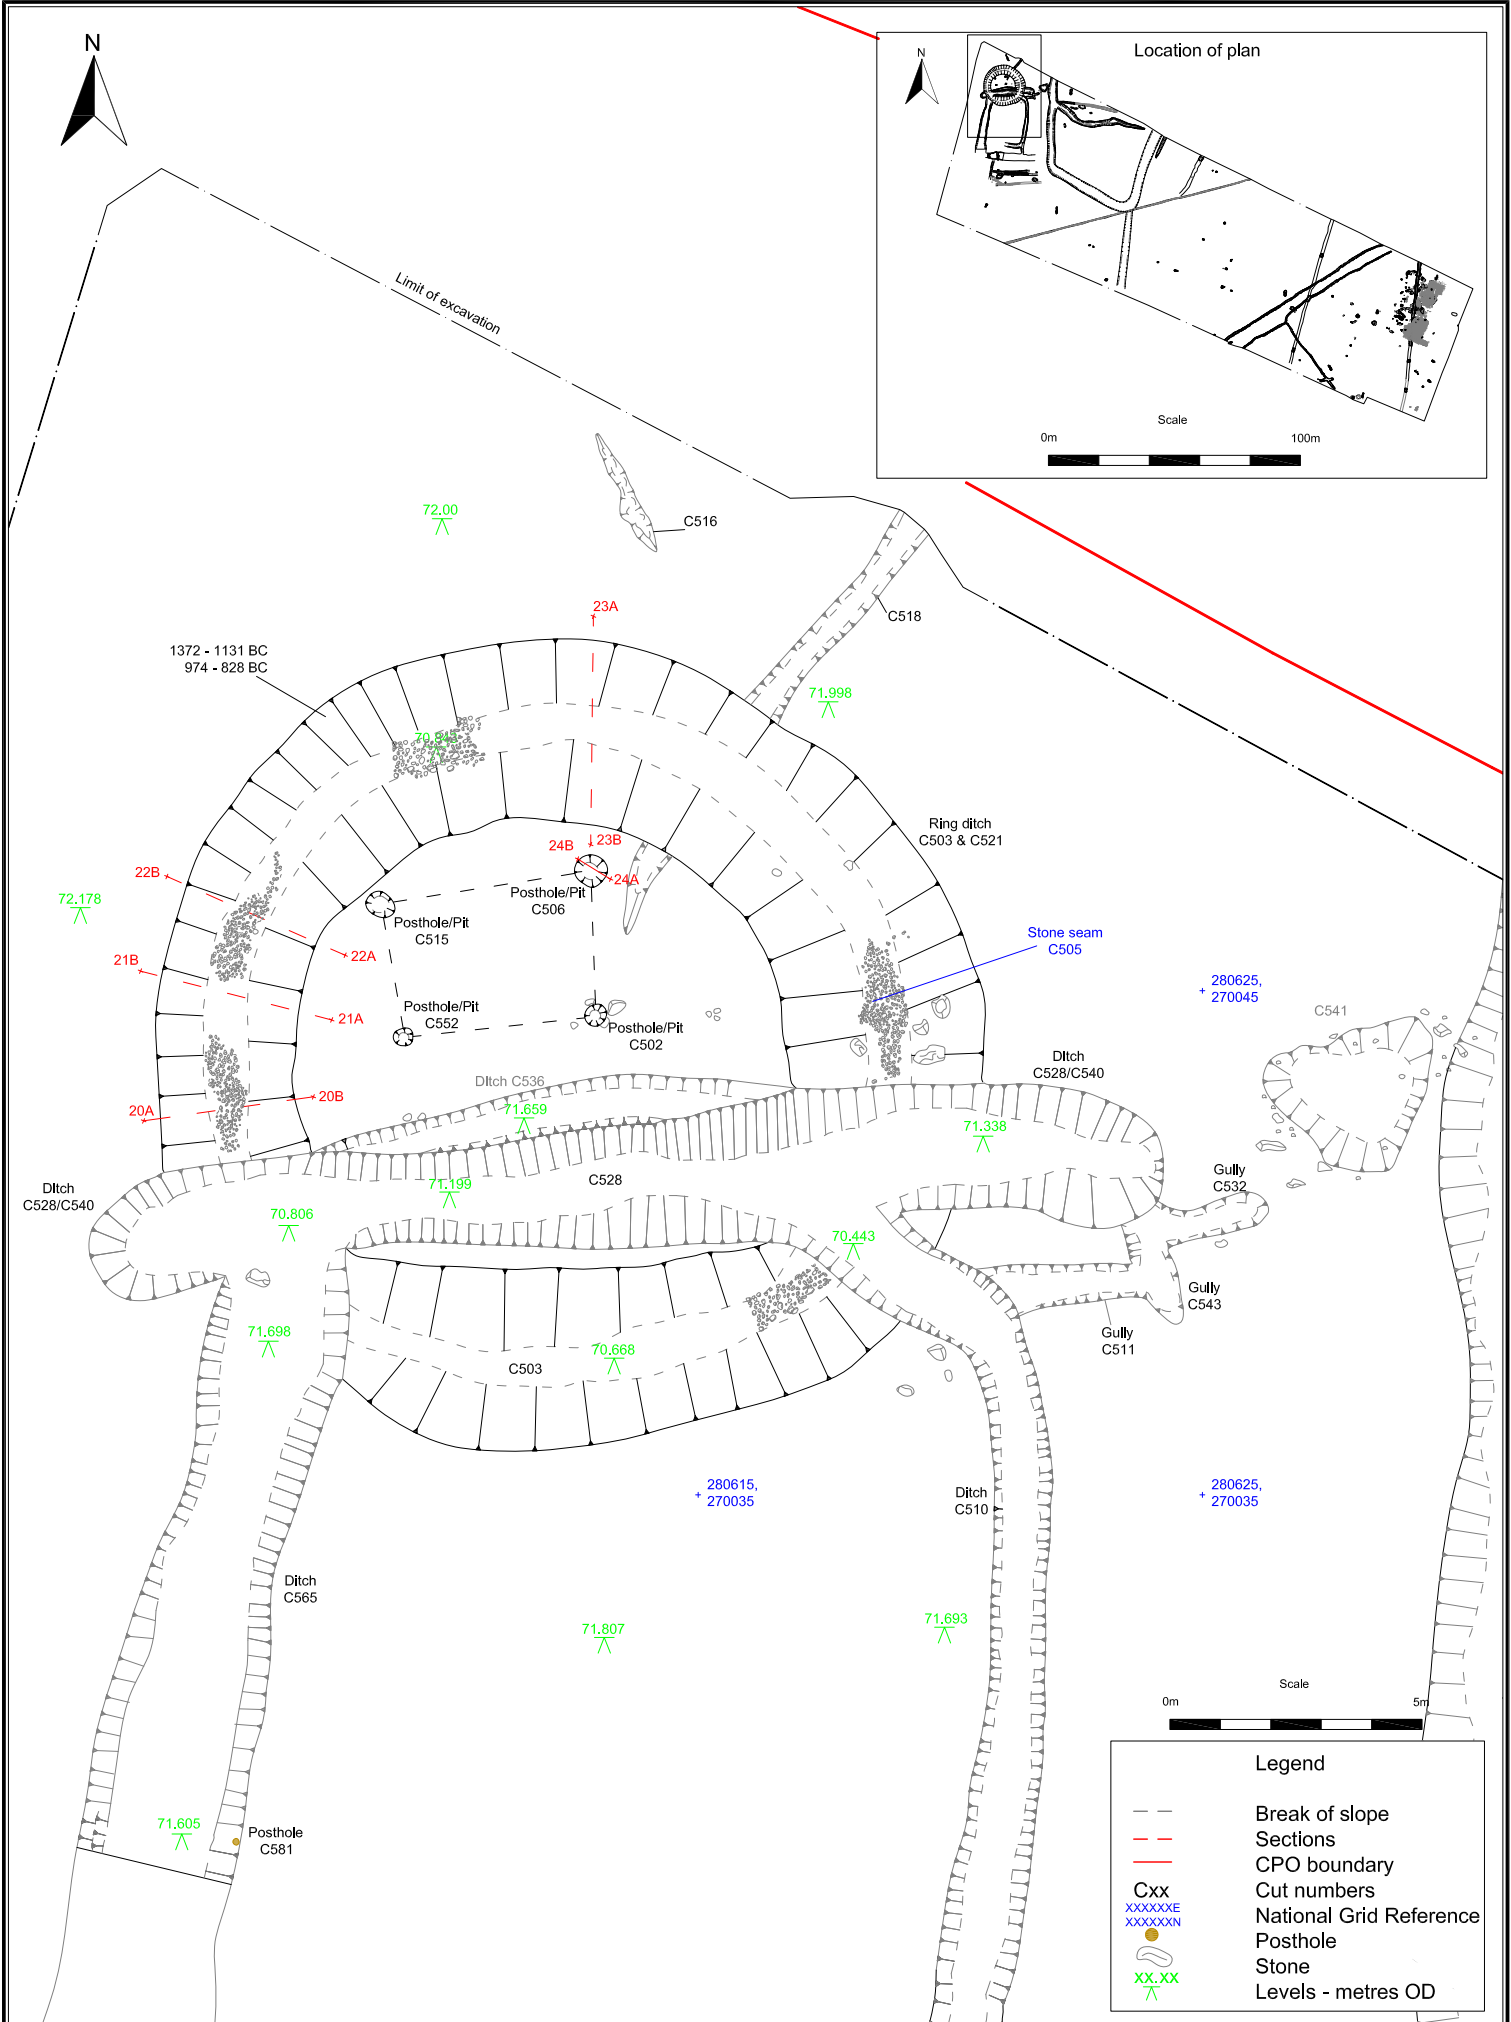 N
Location of plan
N
Scale
0m
100m
Limit of excavation
72.00
C516
C518
23A
1372 - 1131 BC
974 - 828 BC
71.998
Ring ditch
C503 & C521
24B
23B
24A
22B
Posthole/Pit
C506
72.178
Posthole/Pit
C515
Stone seam
C505
22A
21B
280625,
270045
21A
Posthole/Pit
C552
Posthole/Pit
C502
C541
DItch
C528/C540
DItch C536
20B
20A
71.659
71.338
C528
Gully
C532
71.199
DItch
C528/C540
70.806
70.443
Gully
C543
71.698
Gully
C511
70.668
C503
280615,
270035
280625,
270035
Ditch
C510
Ditch
C565
71.807
71.693
Scale
0m
5m
71.605
Posthole
C581
Legend
Break of slope
Sections
CPO boundary
Cxx
Cut numbers
XXXXXXE
XXXXXXN
National Grid Reference
Posthole
Stone
XX.XX
Levels - metres OD